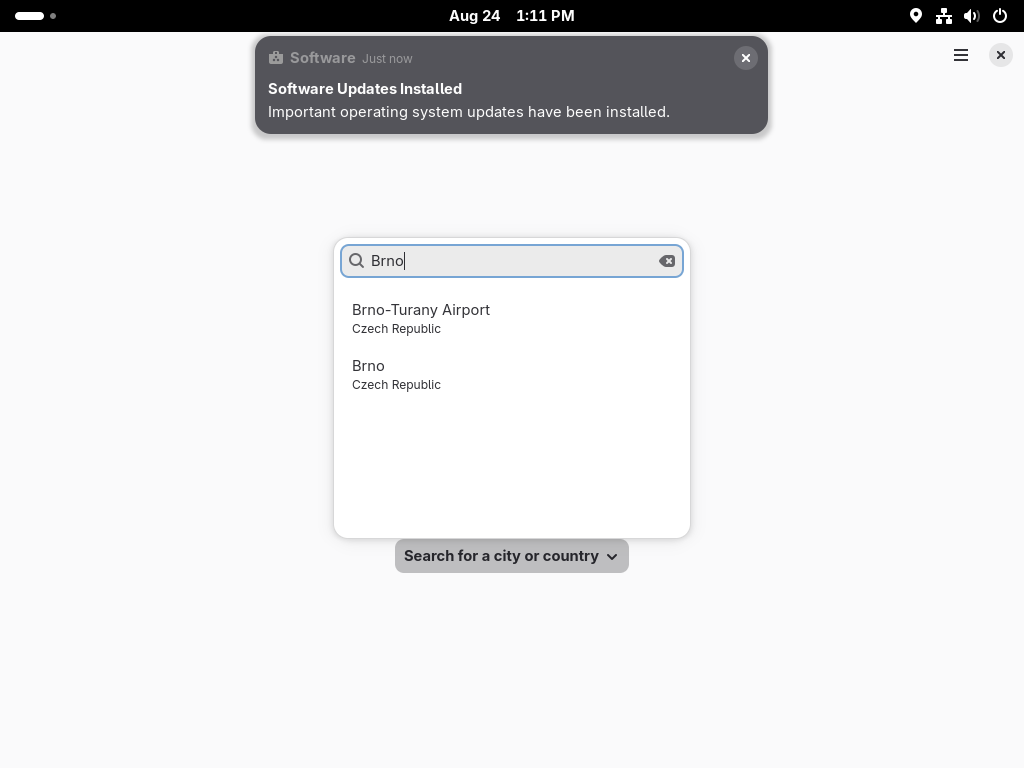 Aug 24 1:11 PM
Software Just now
Software Updates Installed
Important operating system updates have been installed.
Brno
Brno-Turany Airport
Czech Republic
Brno
Czech Republic
Search for a city or country